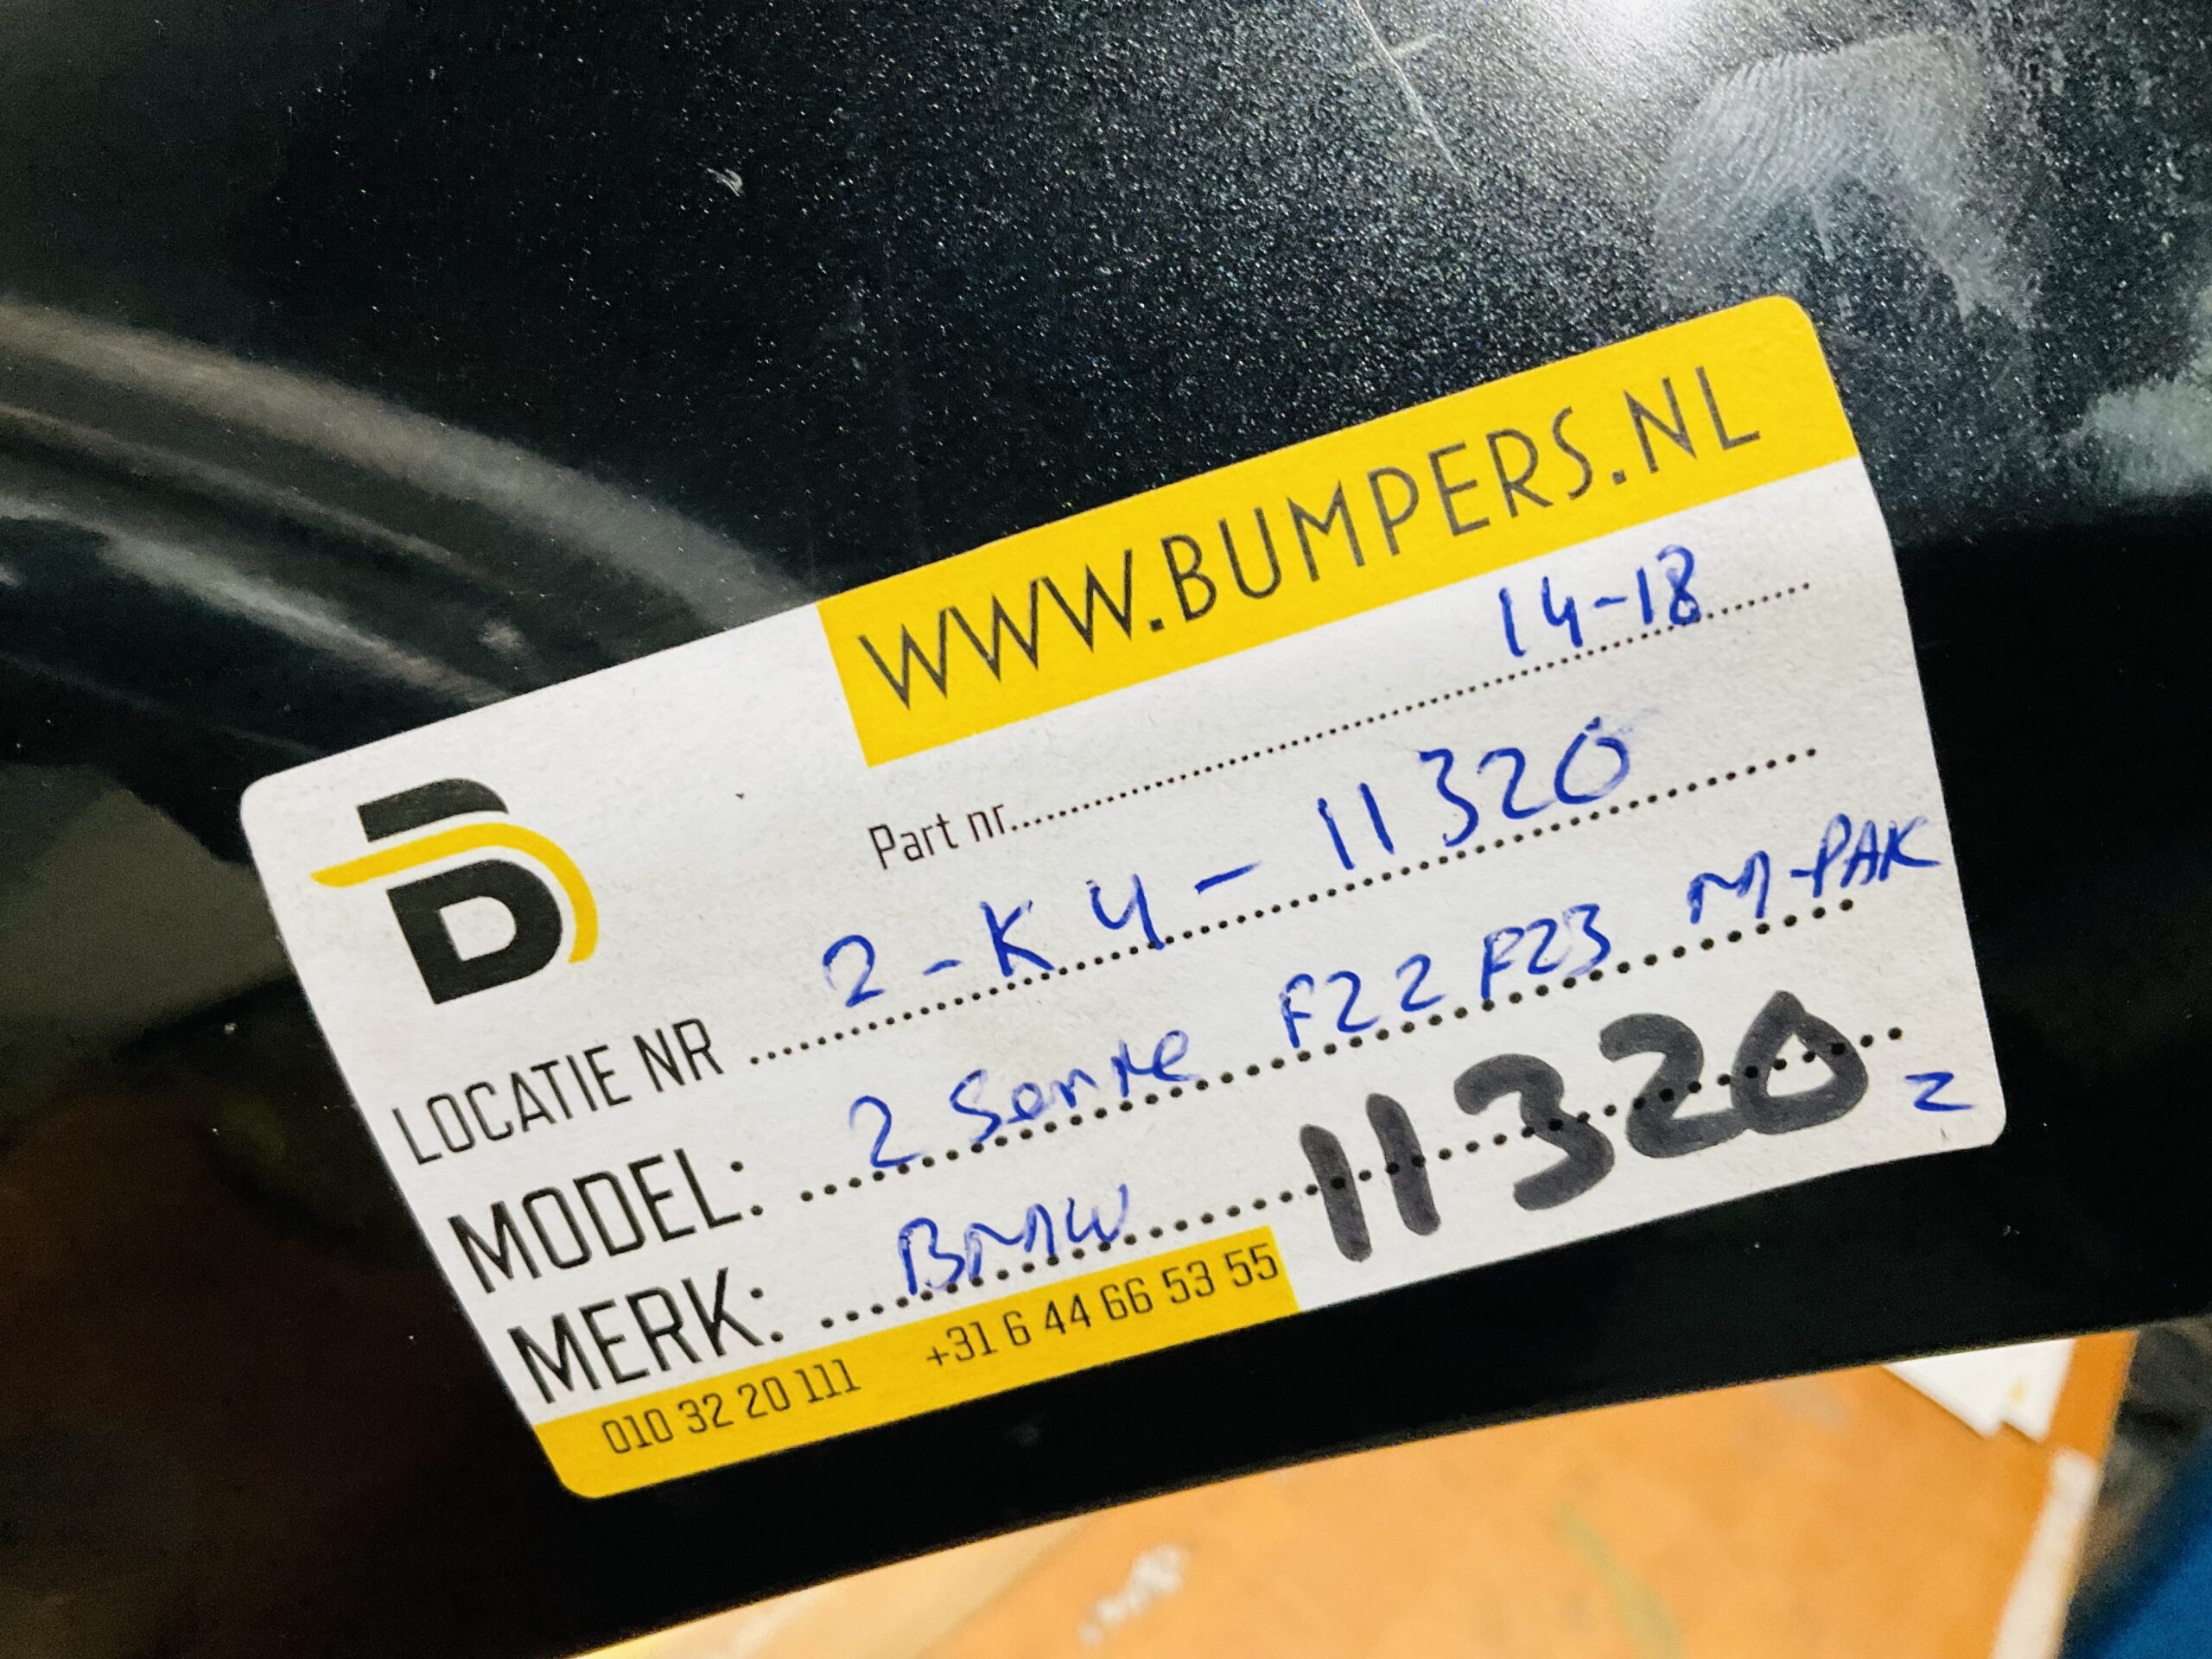 WWW.BUMPERS.NL
Part nr. 14-18
LOCATIE NR 2-K4-11320
MODEL: 2 Serie F22 F23 M-PAK
MERK: BMW 11320 Z
010 32 20 111 +31 6 44 66 53 55